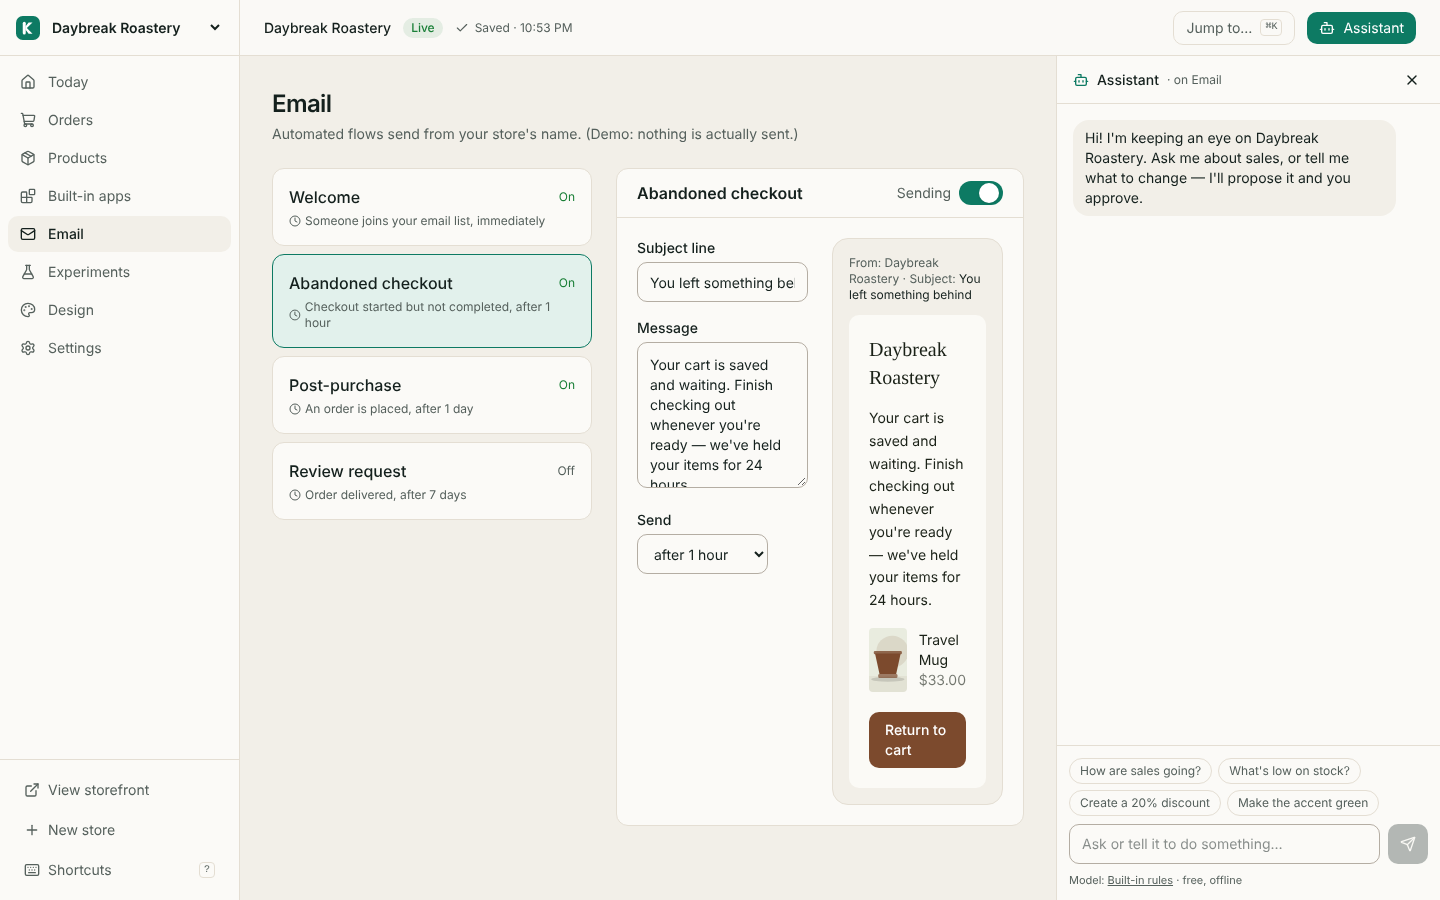 K Daybreak Roastery
Daybreak Roastery Live Saved · 10:53 PM
Jump to... ⌘K
Assistant
Today
Orders
Products
Built-in apps
Email
Experiments
Design
Settings
View storefront
New store
Shortcuts ?
Email
Automated flows send from your store's name. (Demo: nothing is actually sent.)
Welcome On
Someone joins your email list, immediately
Abandoned checkout On
Checkout started but not completed, after 1
hour
Post-purchase On
An order is placed, after 1 day
Review request Off
Order delivered, after 7 days
Abandoned checkout Sending
Subject line
You left something be
Message
Your cart is saved
and waiting. Finish
checking out
whenever you're
ready — we've held
your items for 24
hours
Send
after 1 hour
From: Daybreak
Roastery · Subject: You
left something behind
Daybreak
Roastery
Your cart is
saved and
waiting. Finish
checking out
whenever
you're ready
— we've held
your items for
24 hours.
Travel
Mug
$33.00
Return to
cart
Assistant · on Email
Hi! I'm keeping an eye on Daybreak
Roastery. Ask me about sales, or tell me
what to change — I'll propose it and you
approve.
How are sales going? What's low on stock?
Create a 20% discount Make the accent green
Ask or tell it to do something...
Model: Built-in rules · free, offline